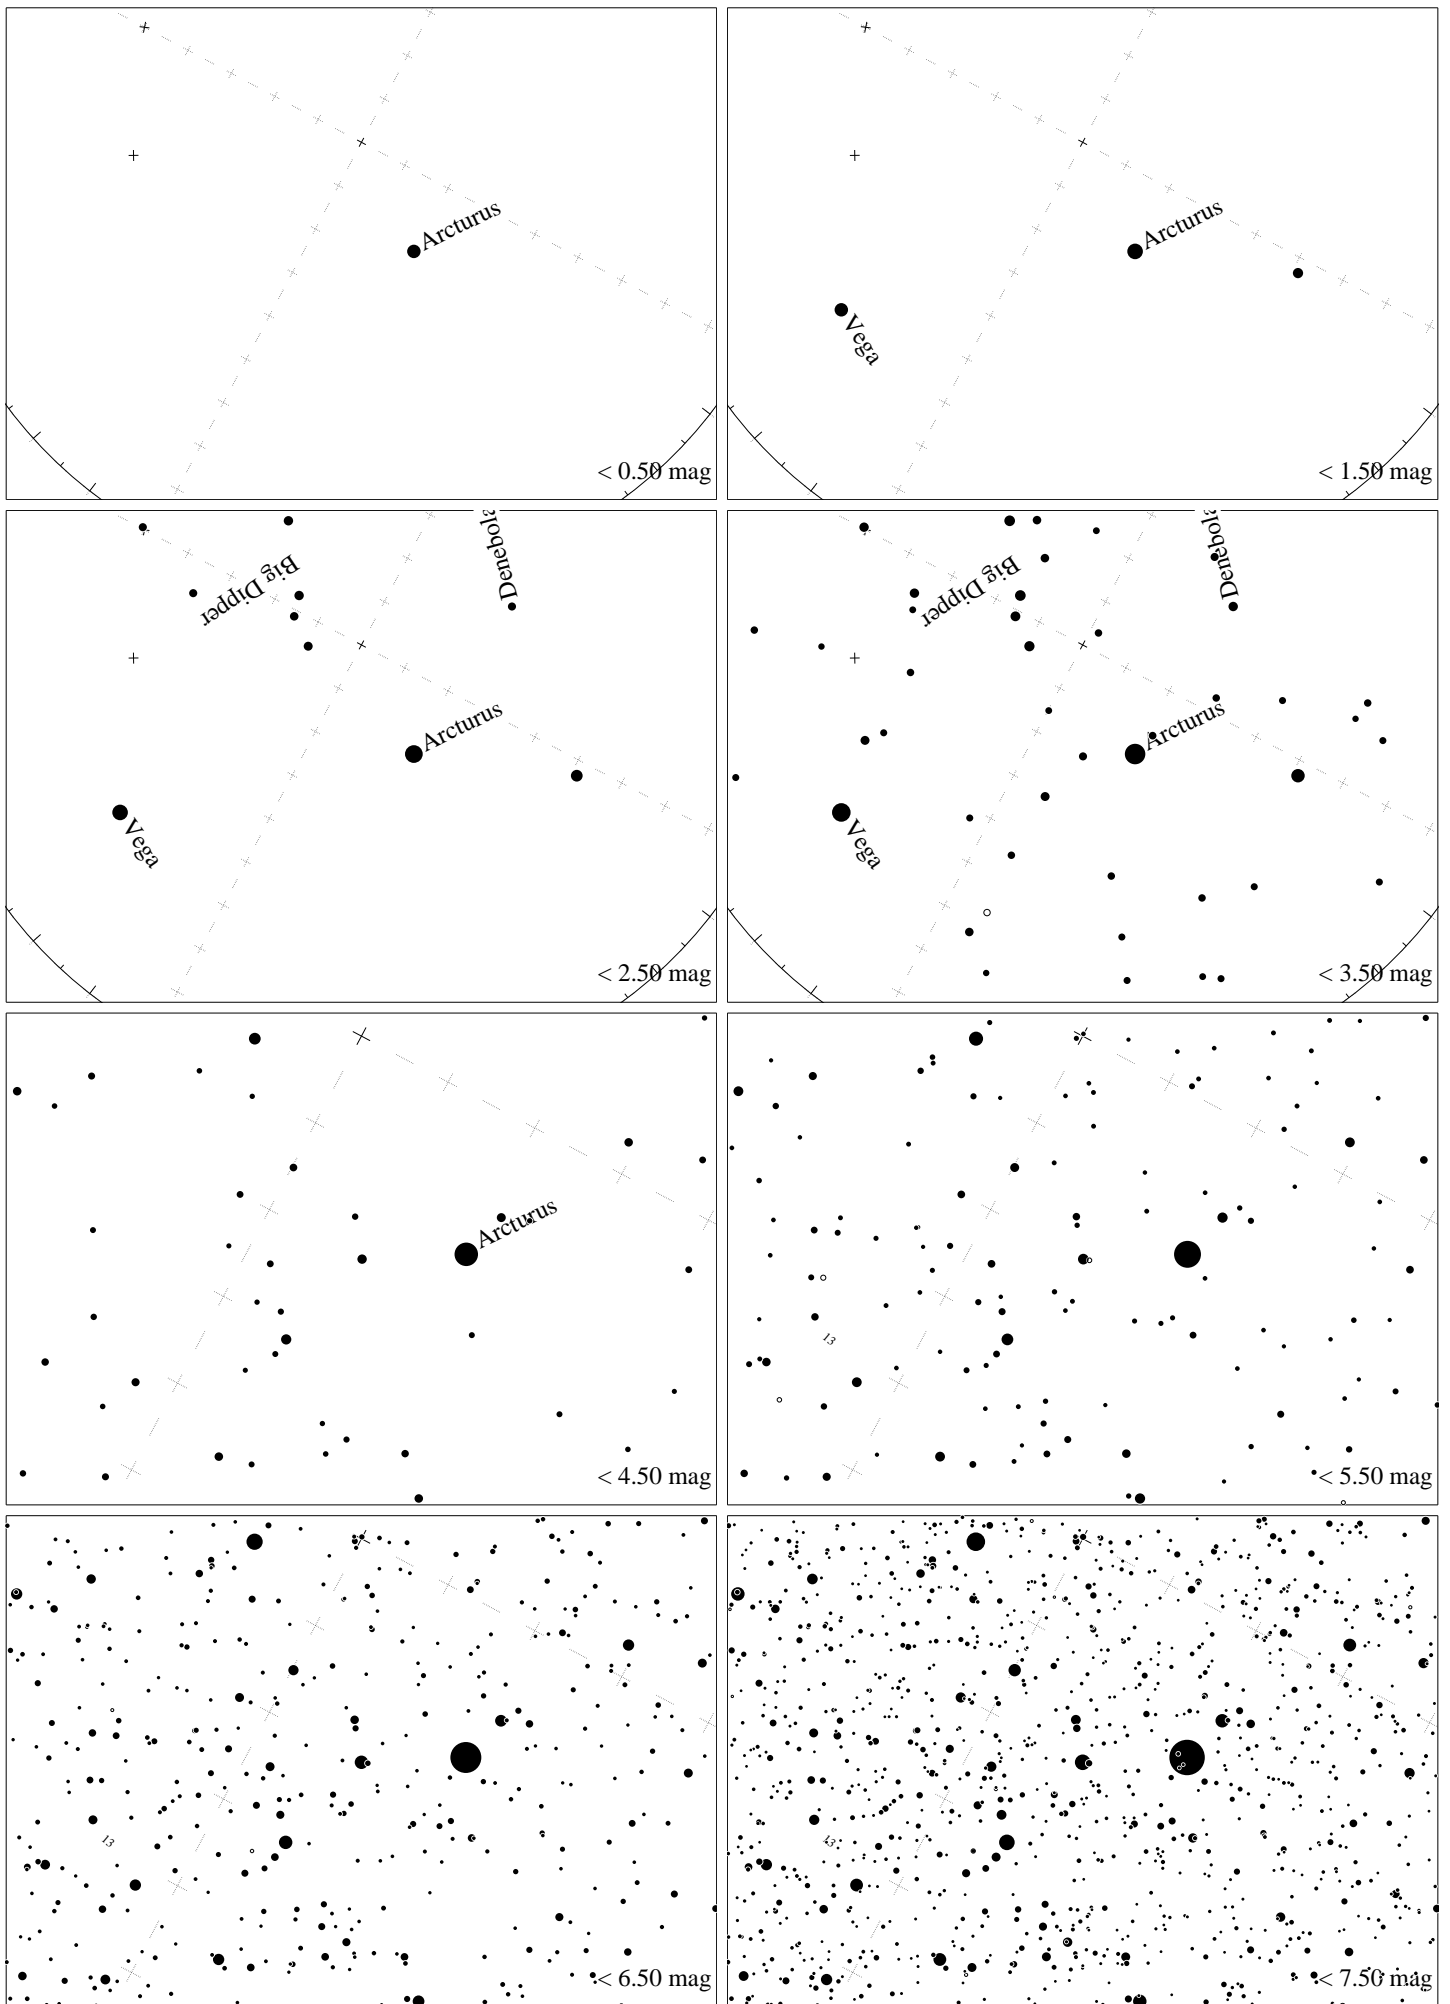 Arcturus
< 0.50 mag
Arcturus
Vega
< 1.50 mag
Denebola
Big Dipper
Arcturus
Vega
< 2.50 mag
Denebola
Big Dipper
Arcturus
Vega
< 3.50 mag
Arcturus
< 4.50 mag
13
< 5.50 mag
13
< 6.50 mag
13
< 7.50 mag